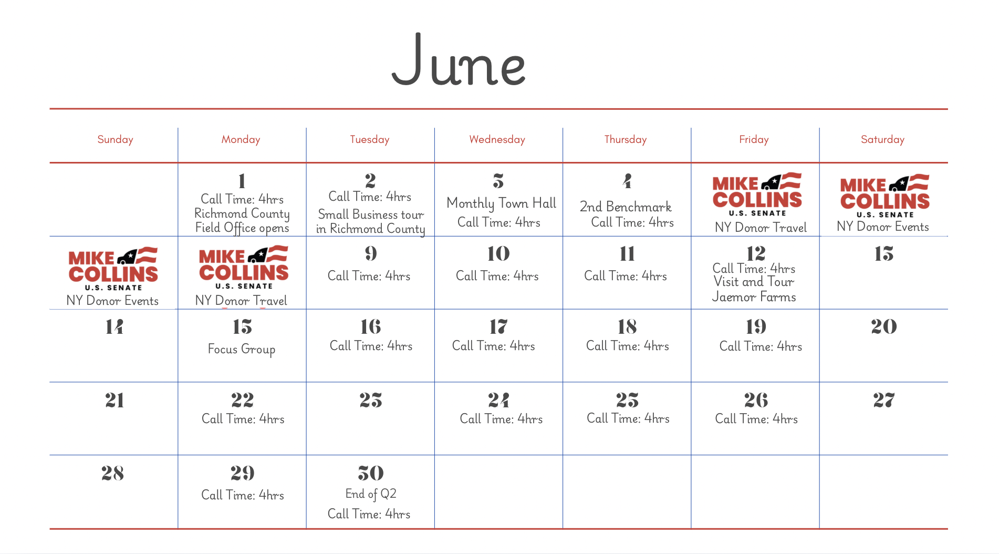 June
Sunday Monday Tuesday Wednesday Thursday Friday Saturday
1
Call Time: 4hrs
Richmond County
Field Office opens
2
Call Time: 4hrs
Small Business tour
in Richmond County
3
Monthly Town Hall
Call Time: 4hrs
4
2nd Benchmark
Call Time: 4hrs
MIKE
COLLINS
U.S. SENATE
NY Donor Travel
MIKE
COLLINS
U.S. SENATE
NY Donor Events
MIKE
COLLINS
U.S. SENATE
NY Donor Events
MIKE
COLLINS
U.S. SENATE
NY Donor Travel
9
Call Time: 4hrs
10
Call Time: 4hrs
11
Call Time: 4hrs
12
Call Time: 4hrs
Visit and Tour
Jaemor Farms
13
14
15
Focus Group
16
Call Time: 4hrs
17
Call Time: 4hrs
18
Call Time: 4hrs
19
Call Time: 4hrs
20
21
22
Call Time: 4hrs
23
24
Call Time: 4hrs
25
Call Time: 4hrs
26
Call Time: 4hrs
27
28
29
Call Time: 4hrs
30
End of Q2
Call Time: 4hrs